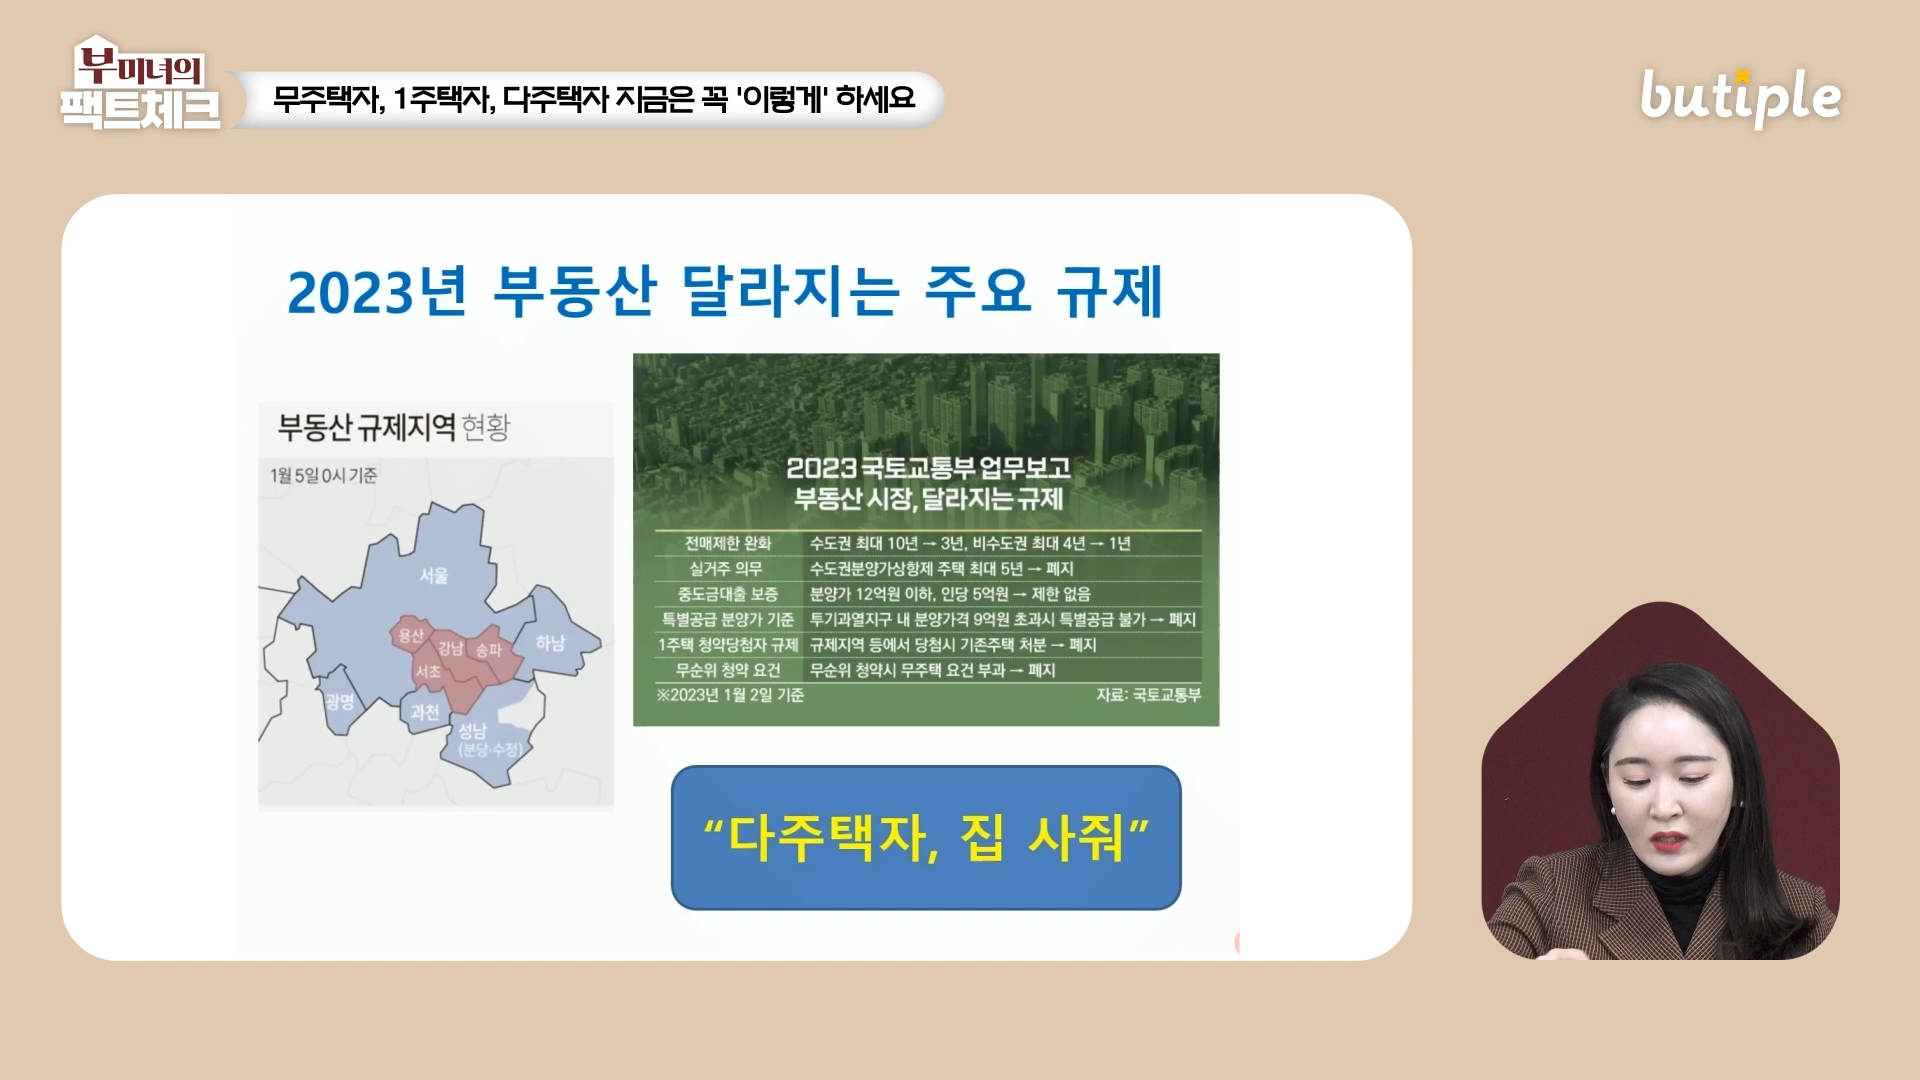 부미녀의
팩트체크
무주택자, 1주택자, 다주택자 지금은 꼭 '이렇게' 하세요
butiple
2023년 부동산 달라지는 주요 규제
부동산 규제지역 현황
1월 5일 0시 기준
서울
용산
강남
송파
하남
서초
광명
과천
성남
(분당·수정)
2023 국토교통부 업무보고
부동산 시장, 달라지는 규제
전매제한 완화 수도권 최대 10년 → 3년, 비수도권 최대 4년 → 1년
실거주 의무 수도권분양가상항제 주택 최대 5년 → 폐지
중도금대출 보증 분양가 12억원 이하, 인당 5억원 → 제한 없음
특별공급 분양가 기준 투기과열지구 내 분양가격 9억원 초과시 특별공급 불가 → 폐지
1주택 청약당첨자 규제 규제지역 등에서 당첨시 기존주택 처분 → 폐지
무순위 청약 요건 무순위 청약시 무주택 요건 부과 → 폐지
※2023년 1월 2일 기준 자료: 국토교통부
“다주택자, 집 사줘”